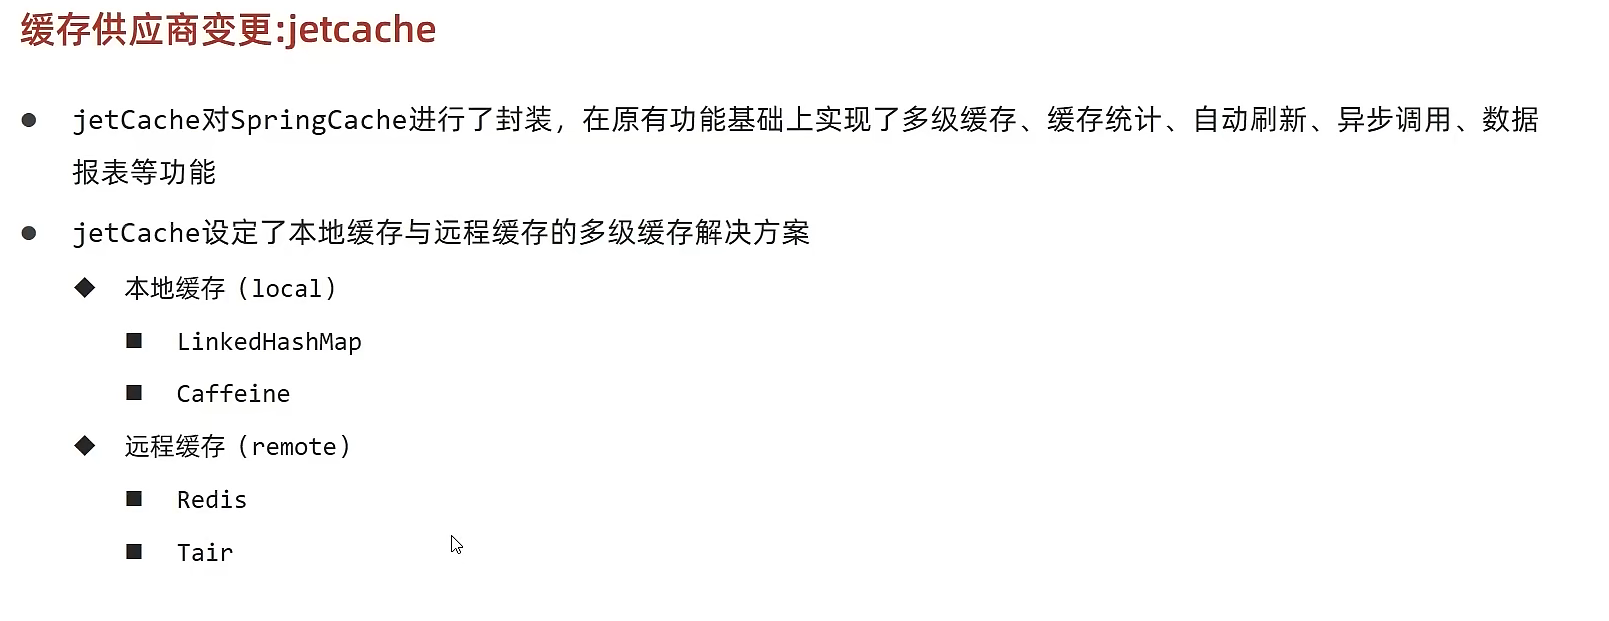 缓存供应商变更:jetcache
● jetCache对SpringCache进行了封装，在原有功能基础上实现了多级缓存、缓存统计、自动刷新、异步调用、数据
报表等功能
● jetCache设定了本地缓存与远程缓存的多级缓存解决方案
◆ 本地缓存（local）
■ LinkedHashMap
■ Caffeine
◆ 远程缓存（remote）
■ Redis
■ Tair